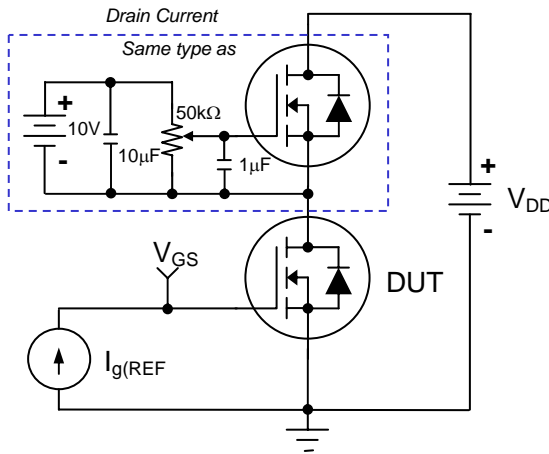 Drain Current
Same type as
+
10V
-
10μF
50kΩ
1μF
+
V_DD
-
V_GS
DUT
I_g(REF